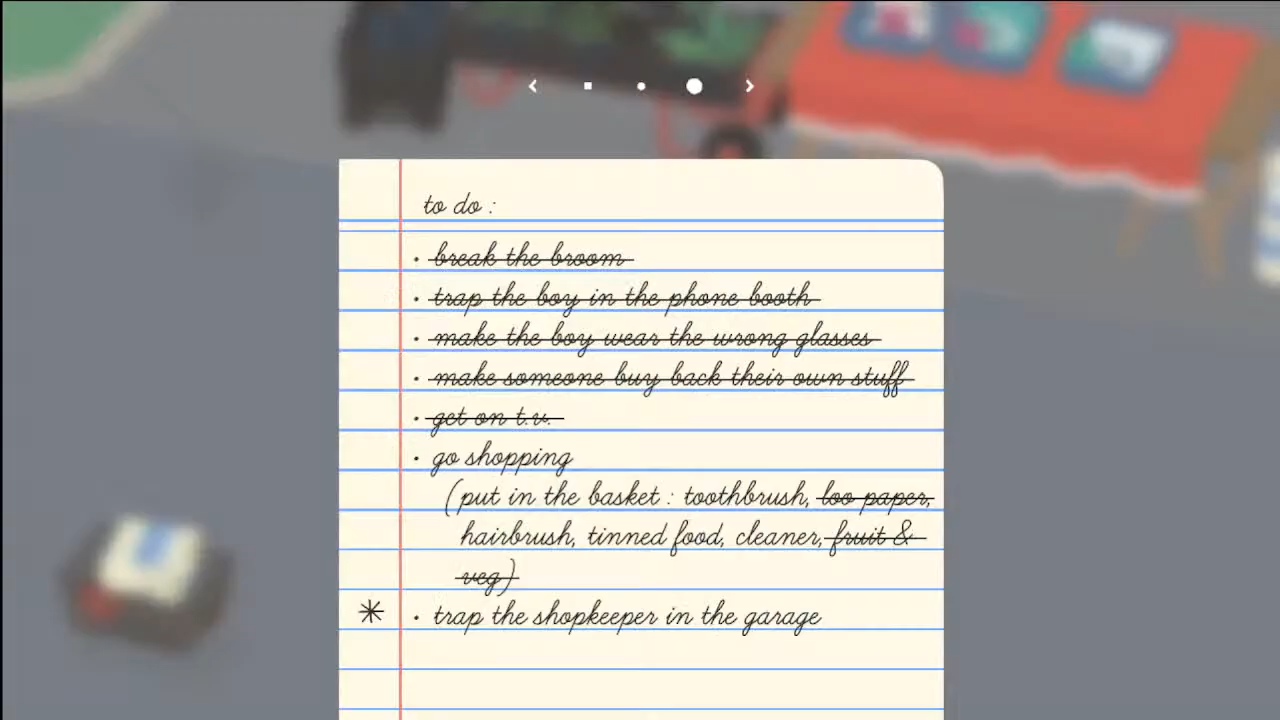 to do :
• break the broom
• trap the boy in the phone booth
• make the boy wear the wrong glasses
• make someone buy back their own stuff
• get on t.v.
• go shopping
(put in the basket : toothbrush, loo paper,
hairbrush, tinned food, cleaner, fruit &
veg)
• trap the shopkeeper in the garage